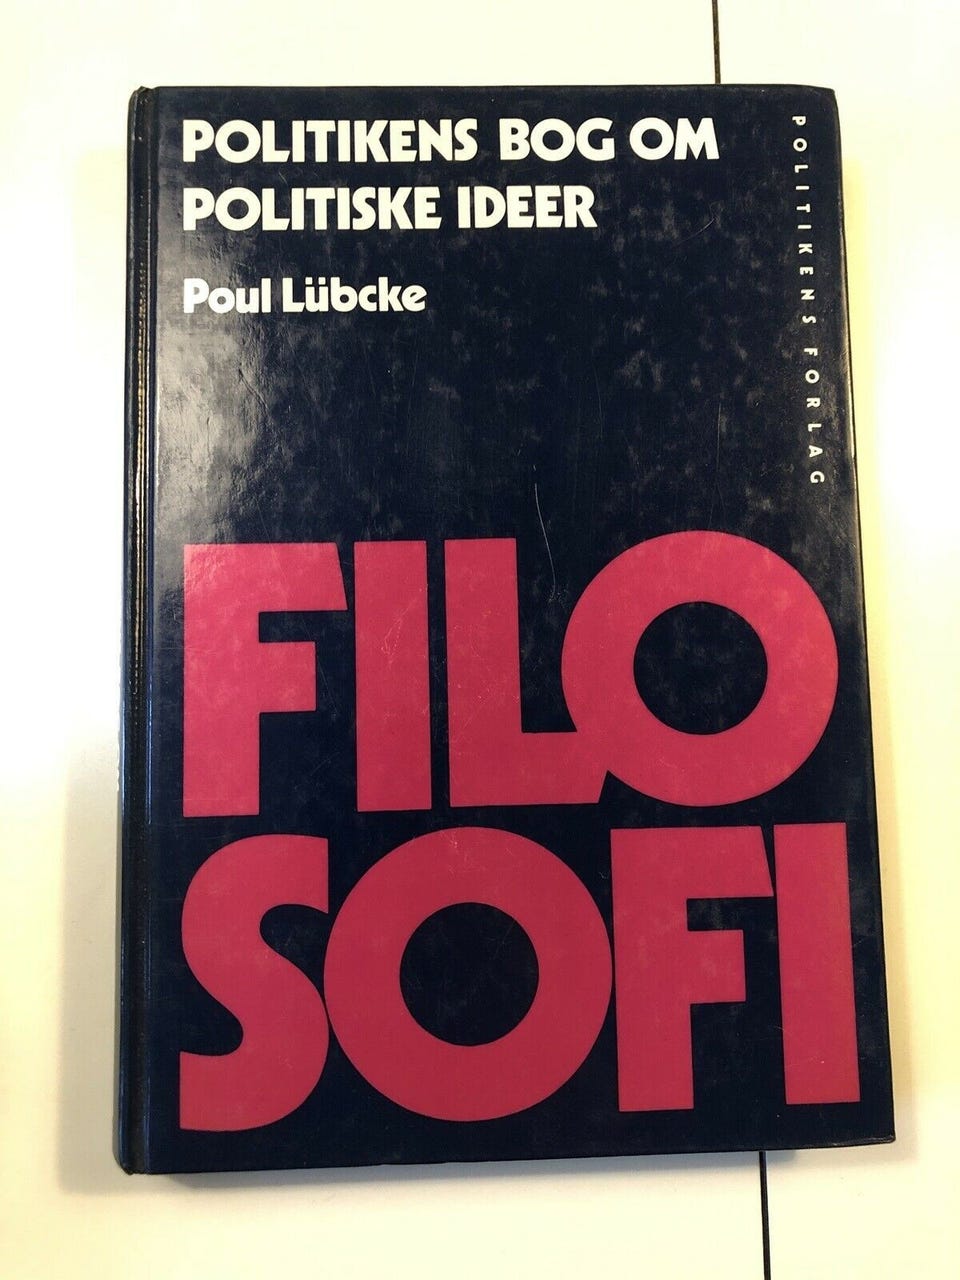 POLITIKENS BOG OM
POLITISKE IDEER
Poul Lübcke
POLITIKENS FORLAG
FILO
SOFI